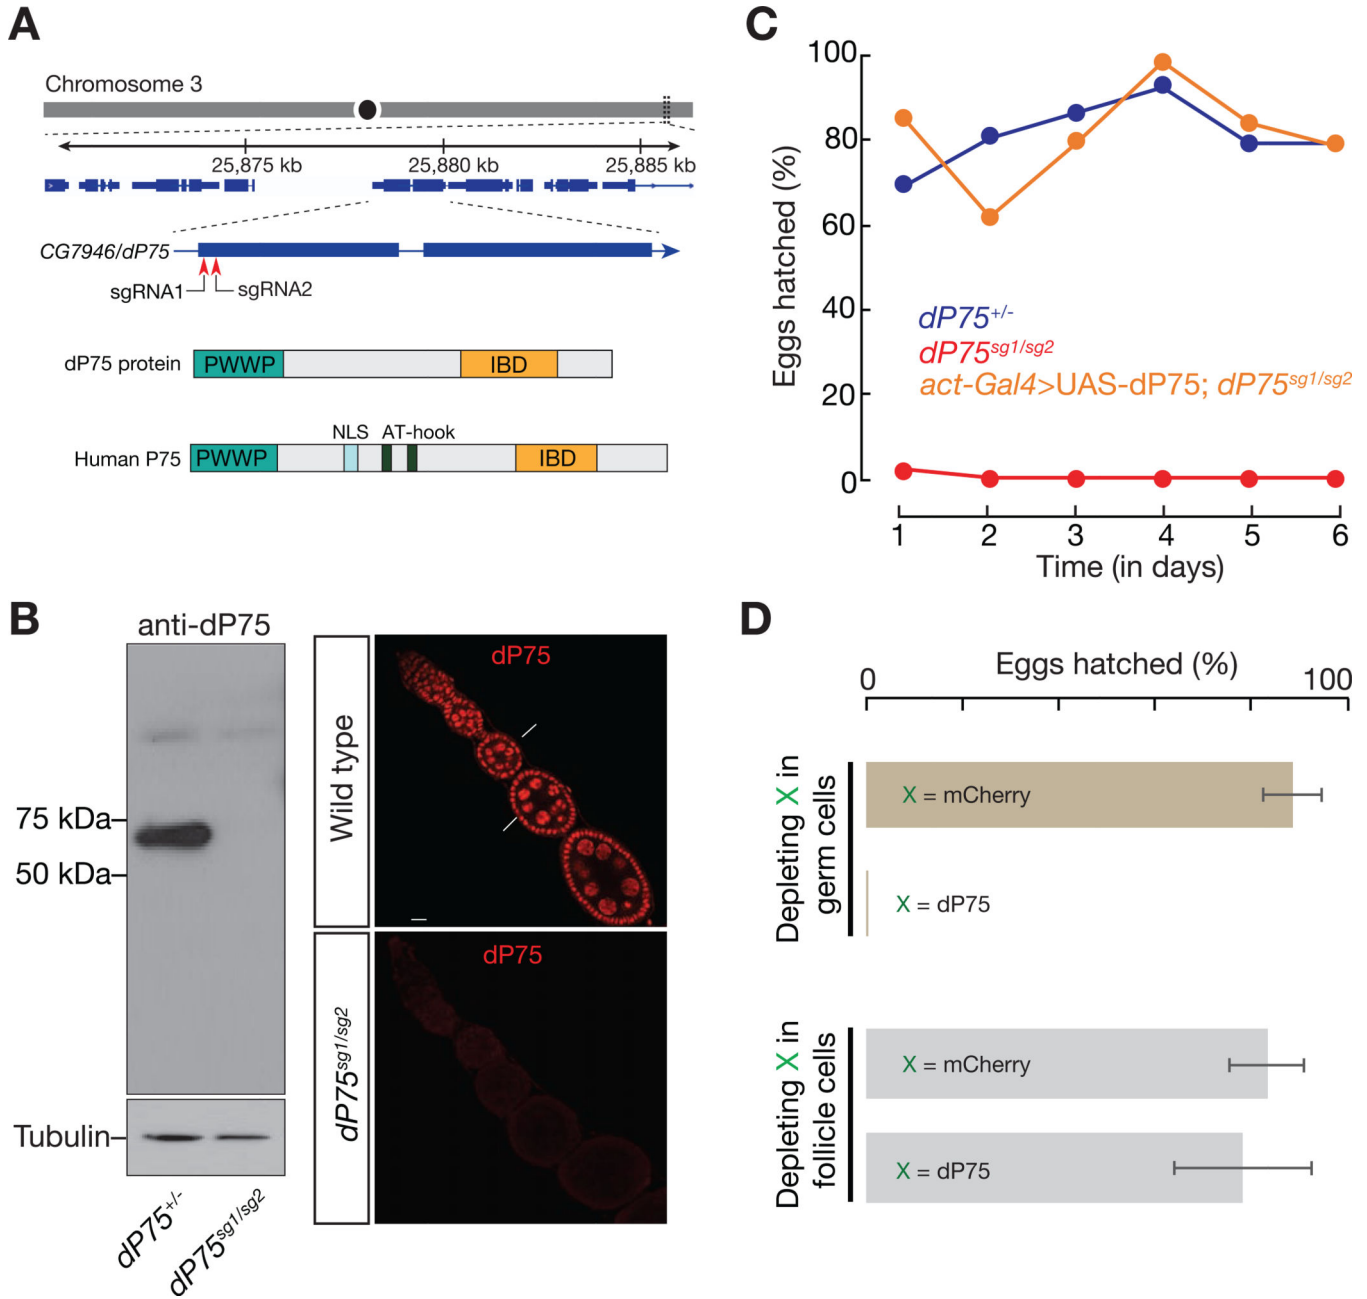 A
Chromosome 3
25,875 kb
25,880 kb
25,885 kb
CG7946/dP75
sgRNA1
sgRNA2
dP75 protein
PWWP
IBD
NLS
AT-hook
Human P75
PWWP
IBD
B
anti-dP75
75 kDa
50 kDa
Tubulin
dP75+/-
dP75sg1/sg2
Wild type
dP75
dP75sg1/sg2
dP75
C
Eggs hatched (%)
100
80
60
40
20
0
dP75+/-
dP75sg1/sg2
act-Gal4>UAS-dP75; dP75sg1/sg2
1 2 3 4 5 6
Time (in days)
D
Eggs hatched (%)
0
100
Depleting X in
germ cells
X = mCherry
X = dP75
Depleting X in
follicle cells
X = mCherry
X = dP75